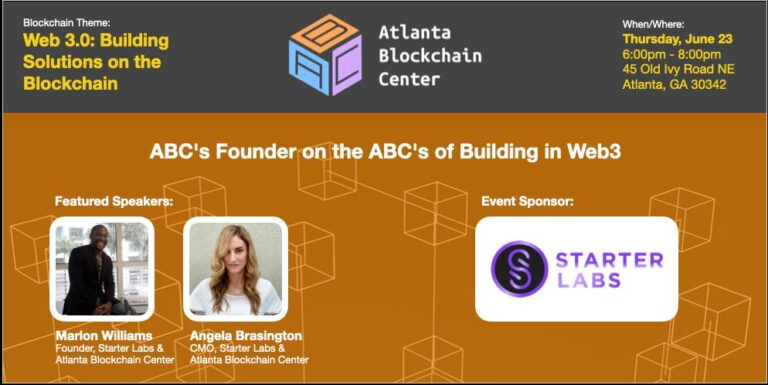 Blockchain Theme:
Web 3.0: Building
Solutions on the
Blockchain
ABC
Atlanta
Blockchain
Center
When/Where:
Thursday, June 23
6:00pm - 8:00pm
45 Old Ivy Road NE
Atlanta, GA 30342
ABC's Founder on the ABC's of Building in Web3
Featured Speakers:
Marlon Williams
Founder, Starter Labs &
Atlanta Blockchain Center
Angela Brasington
CMO, Starter Labs &
Atlanta Blockchain Center
Event Sponsor:
STARTER
LABS